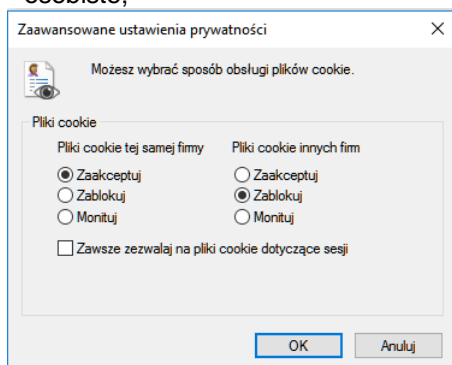 osobiste,
Zaawansowane ustawienia prywatności
Możesz wybrać sposób obsługi plików cookie.
Pliki cookie
Pliki cookie tej samej firmy Pliki cookie innych firm
Zaakceptuj Zaakceptuj
Zablokuj Zablokuj
Monituj Monituj
Zawsze zezwalaj na pliki cookie dotyczące sesji
OK Anuluj